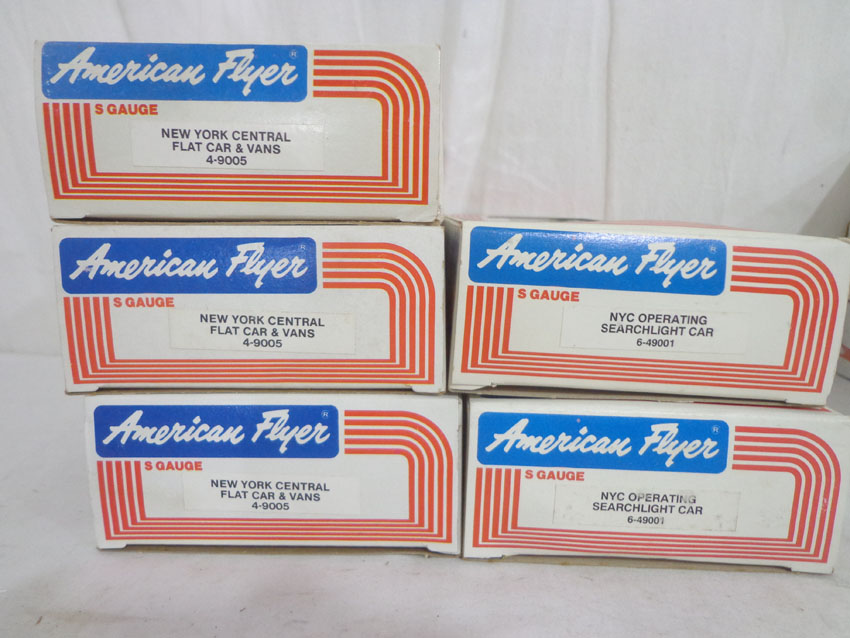 American Flyer®
S GAUGE
NEW YORK CENTRAL
FLAT CAR & VANS
4-9005
American Flyer®
S GAUGE
NEW YORK CENTRAL
FLAT CAR & VANS
4-9005
American Flyer®
S GAUGE
NYC OPERATING
SEARCHLIGHT CAR
6-49001
American Flyer®
S GAUGE
NEW YORK CENTRAL
FLAT CAR & VANS
4-9005
American Flyer®
S GAUGE
NYC OPERATING
SEARCHLIGHT CAR
6-49001